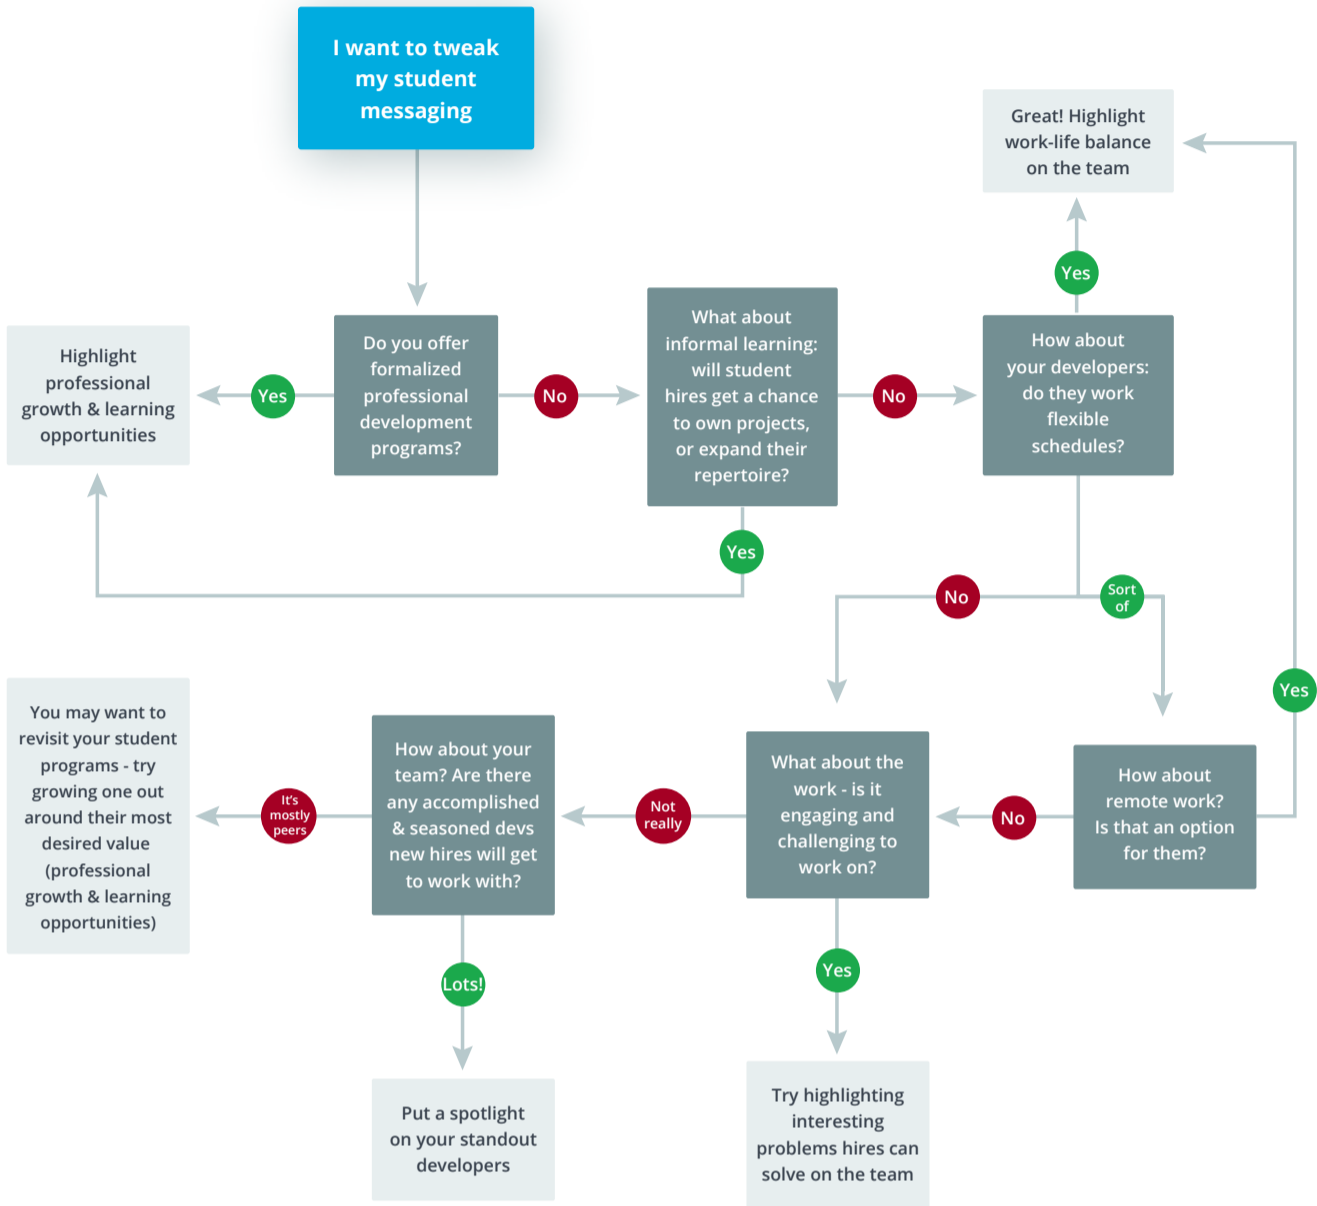 I want to tweak
my student
messaging
Great! Highlight
work-life balance
on the team
Yes
Highlight
professional
growth & learning
opportunities
Yes
Do you offer
formalized
professional
development
programs?
No
What about
informal learning:
will student
hires get a chance
to own projects,
or expand their
repertoire?
No
How about
your developers:
do they work
flexible
schedules?
Yes
No
Sort
of
Yes
You may want to
revisit your student
programs - try
growing one out
around their most
desired value
(professional
growth & learning
opportunities)
It's
mostly
peers
How about your
team? Are there
any accomplished
& seasoned devs
new hires will get
to work with?
Not
really
What about the
work - is it
engaging and
challenging to
work on?
No
How about
remote work?
Is that an option
for them?
Lots!
Yes
Put a spotlight
on your standout
developers
Try highlighting
interesting
problems hires can
solve on the team